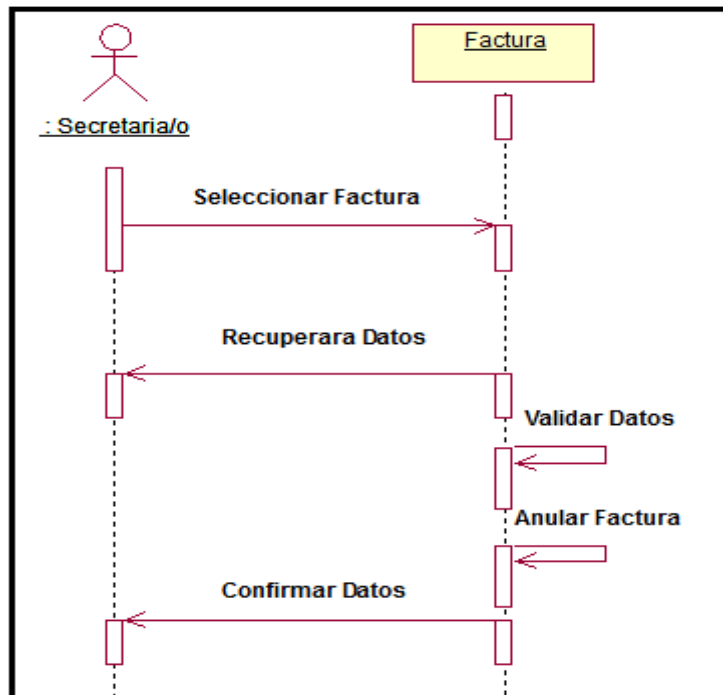 Factura
: Secretaria/o
Seleccionar Factura
Recuperara Datos
Validar Datos
Anular Factura
Confirmar Datos